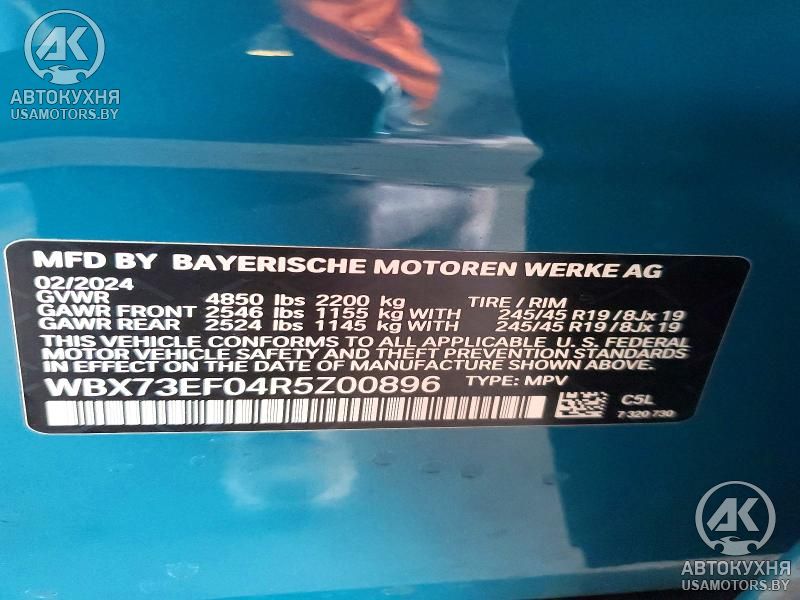 АК
АВТОКУХНЯ
USAMOTORS.BY
MFD BY BAYERISCHE MOTOREN WERKE AG
02/2024
GVWR 4850 lbs 2200 kg TIRE / RIM
GAWR FRONT 2546 lbs 1155 kg WITH 245/45 R19/8Jx 19
GAWR REAR 2524 lbs 1145 kg WITH 245/45 R19/8Jx 19
THIS VEHICLE CONFORMS TO ALL APPLICABLE U. S. FEDERAL
MOTOR VEHICLE SAFETY AND THEFT PREVENTION STANDARDS
IN EFFECT ON THE DATE OF MANUFACTURE SHOWN ABOVE.
WBX73EF04R5Z00896 TYPE: MPV
C5L
7 320 730
АК
АВТОКУХНЯ
USAMOTORS.BY